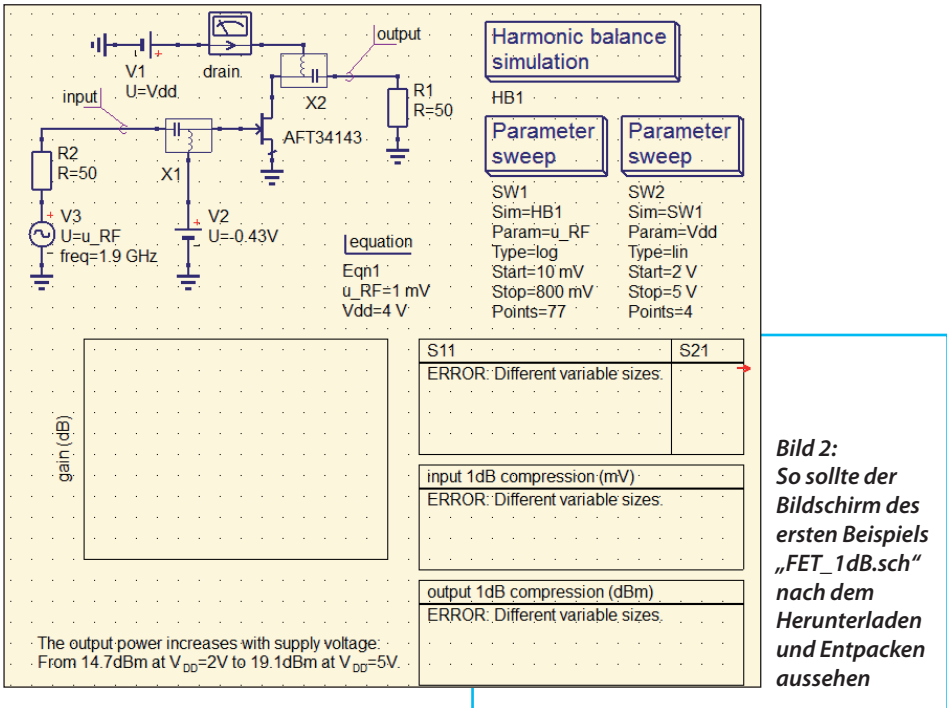 output
Harmonic balance
simulation
HB1
V1
U=Vdd
drain
X2
R1
R=50
input
AFT34143
R2
R=50
X1
Parameter
sweep
SW1
Sim=HB1
Param=u_RF
Type=log
Start=10 mV
Stop=800 mV
Points=77
Parameter
sweep
SW2
Sim=SW1
Param=Vdd
Type=lin
Start=2 V
Stop=5 V
Points=4
V3
U=u_RF
freq=1.9 GHz
V2
U=-0.43V
equation
Eqn1
u_RF=1 mV
Vdd=4 V
gain (dB)
S11 S21
ERROR: Different variable sizes.
input 1dB compression (mV)
ERROR: Different variable sizes.
output 1dB compression (dBm)
ERROR: Different variable sizes.
The output power increases with supply voltage:
From 14.7dBm at VDD=2V to 19.1dBm at VDD=5V.
Bild 2:
So sollte der
Bildschirm des
ersten Beispiels
„FET_1dB.sch“
nach dem
Herunterladen
und Entpacken
aussehen